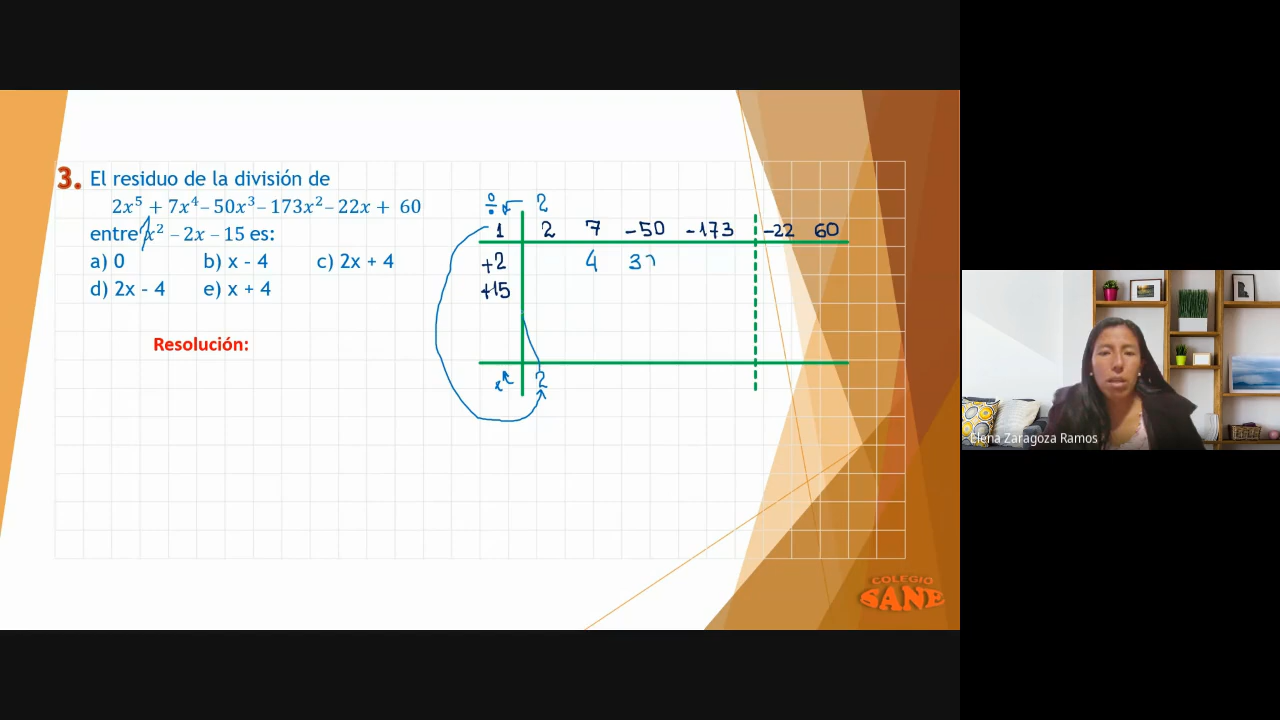 3. El residuo de la división de
2x⁵ + 7x⁴ – 50x³ – 173x² – 22x + 60
entre x² – 2x – 15 es:
a) 0 b) x - 4 c) 2x + 4
d) 2x - 4 e) x + 4
Resolución:
2
1 2 7 -50 -173 -22 60
+2 4
+15
2
COLEGIO
SANE
Elena Zaragoza Ramos